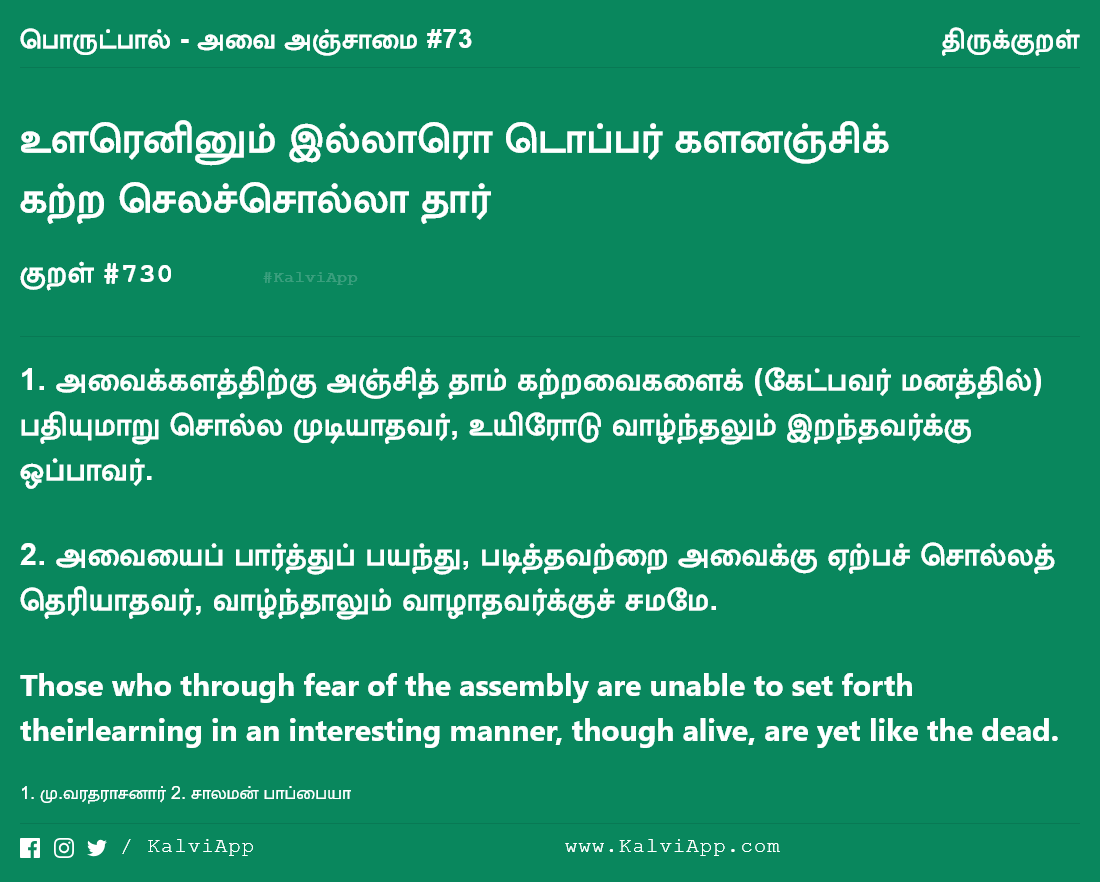 பொருட்பால் - அவை அஞ்சாமை #73 திருக்குறள்
உளரெனினும் இல்லாரொ டொப்பர் களனஞ்சிக்
கற்ற செலச்சொல்லா தார்
குறள் #730 #KalviApp
1. அவைக்களத்திற்கு அஞ்சித் தாம் கற்றவைகளைக் (கேட்பவர் மனத்தில்)
பதியுமாறு சொல்ல முடியாதவர், உயிரோடு வாழ்ந்தலும் இறந்தவர்க்கு
ஒப்பாவர்.
2. அவையைப் பார்த்துப் பயந்து, படித்தவற்றை அவைக்கு ஏற்பச் சொல்லத்
தெரியாதவர், வாழ்ந்தாலும் வாழாதவர்க்குச் சமமே.
Those who through fear of the assembly are unable to set forth
theirlearning in an interesting manner, though alive, are yet like the dead.
1. மு.வரதராசனார் 2. சாலமன் பாப்பையா
/ KalviApp www.KalviApp.com